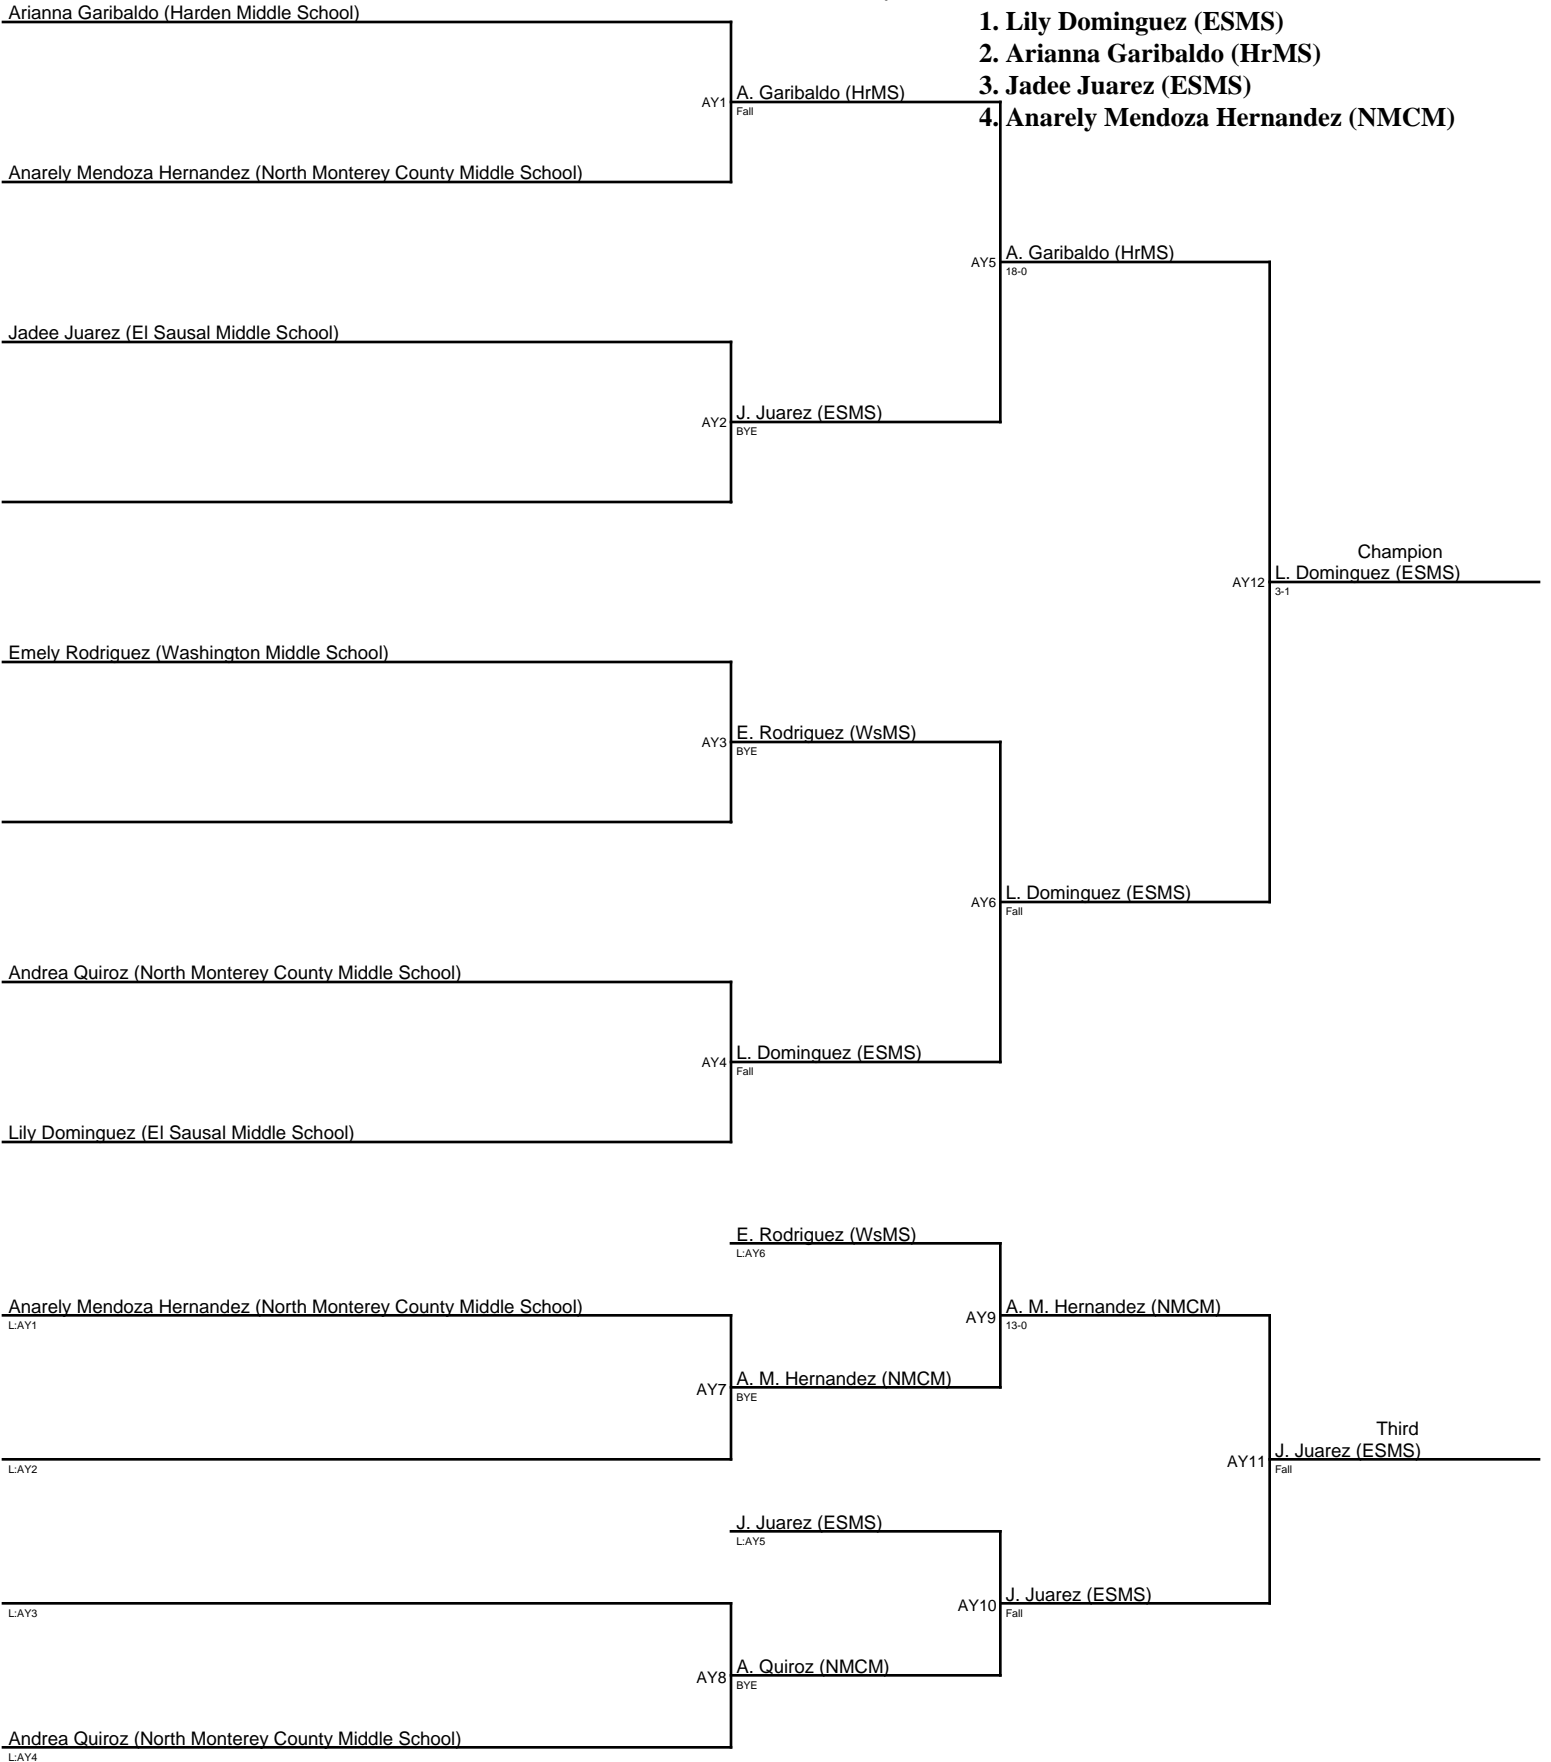 Arianna Garibaldo (Harden Middle School)
1. Lily Dominguez (ESMS)
2. Arianna Garibaldo (HrMS)
3. Jadee Juarez (ESMS)
4. Anarely Mendoza Hernandez (NMCM)
AY1 A. Garibaldo (HrMS)
Fall
Anarely Mendoza Hernandez (North Monterey County Middle School)
AY5 A. Garibaldo (HrMS)
18-0
Jadee Juarez (El Sausal Middle School)
AY2 J. Juarez (ESMS)
BYE
Champion
AY12 L. Dominguez (ESMS)
3-1
Emely Rodriguez (Washington Middle School)
AY3 E. Rodriguez (WsMS)
BYE
AY6 L. Dominguez (ESMS)
Fall
Andrea Quiroz (North Monterey County Middle School)
AY4 L. Dominguez (ESMS)
Fall
Lily Dominguez (El Sausal Middle School)
E. Rodriguez (WsMS)
L:AY6
Anarely Mendoza Hernandez (North Monterey County Middle School)
L:AY1
AY9 A. M. Hernandez (NMCM)
13-0
AY7 A. M. Hernandez (NMCM)
BYE
Third
AY11 J. Juarez (ESMS)
Fall
L:AY2
J. Juarez (ESMS)
L:AY5
AY10 J. Juarez (ESMS)
Fall
L:AY3
AY8 A. Quiroz (NMCM)
BYE
Andrea Quiroz (North Monterey County Middle School)
L:AY4